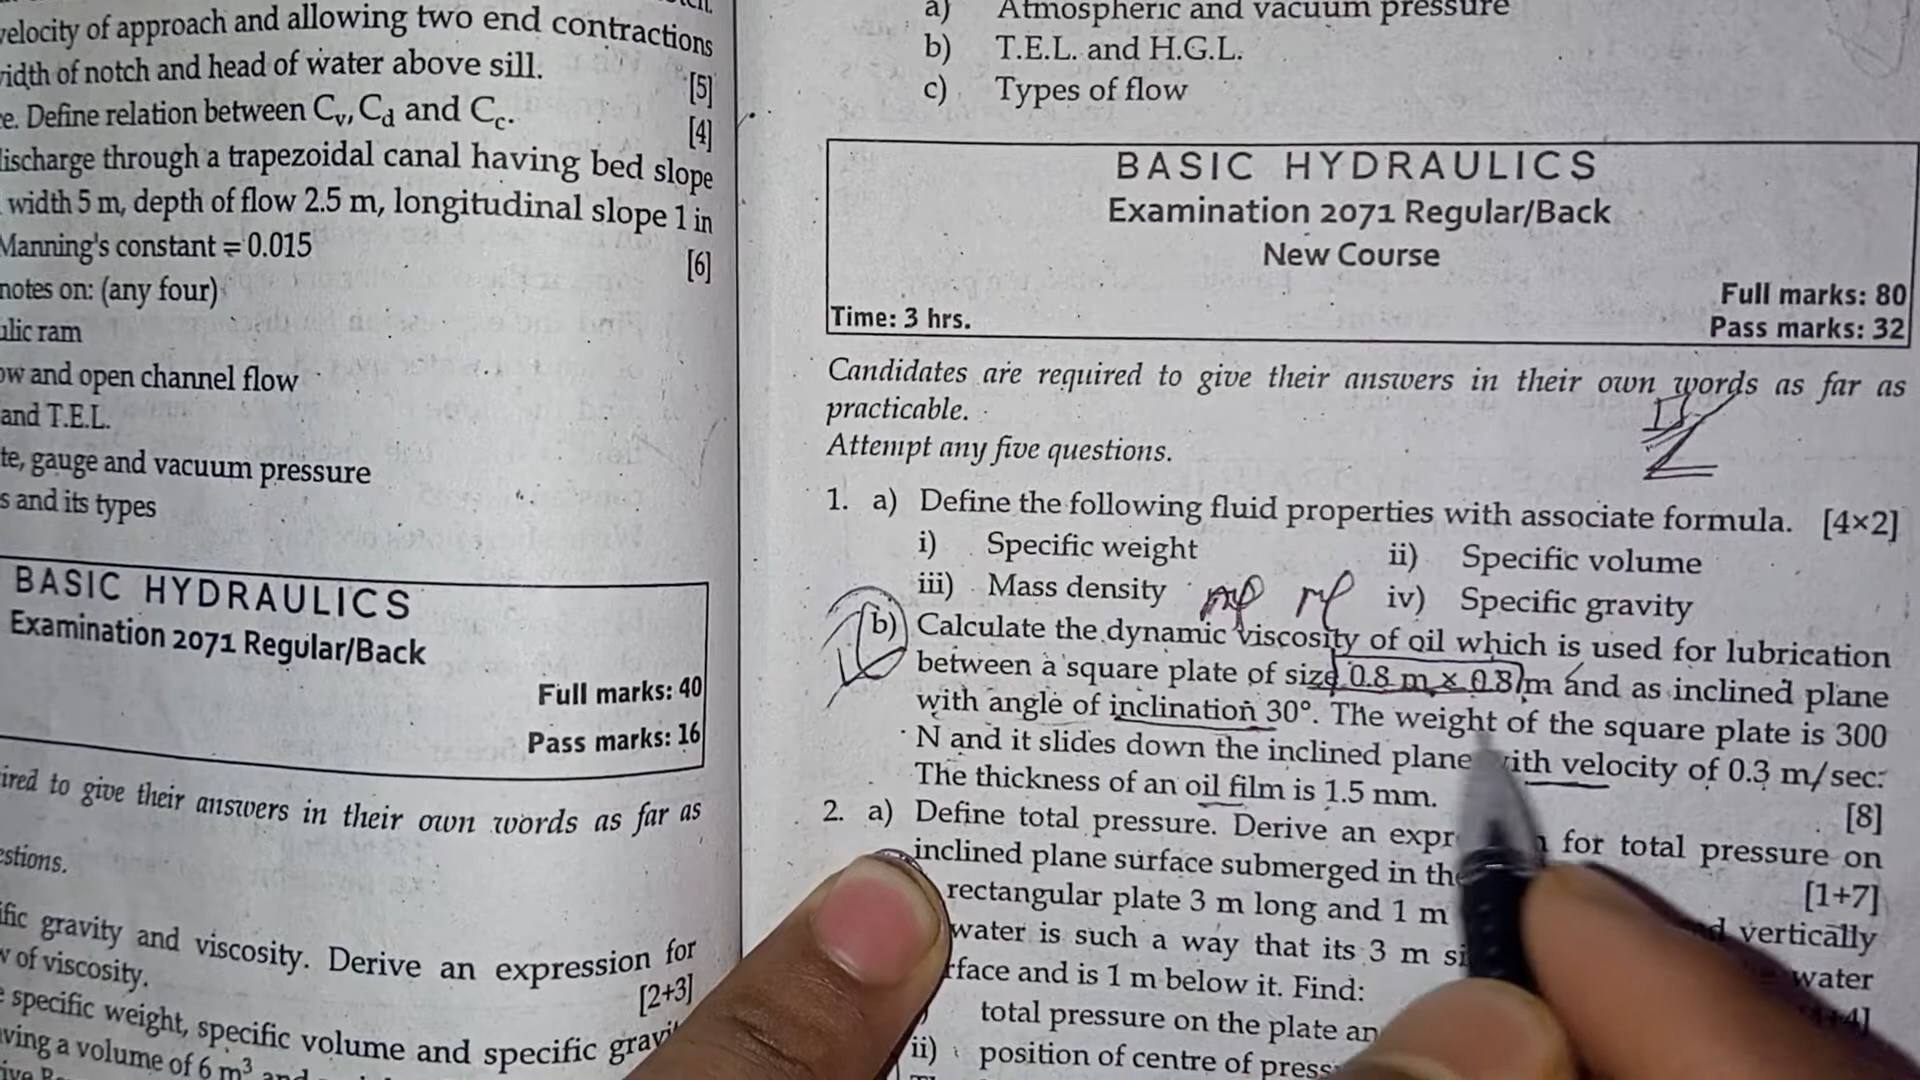 velocity of approach and allowing two end contractions
width of notch and head of water above sill. [5]
Define relation between Cv, Cd and Cc. [4]
discharge through a trapezoidal canal having bed slope
width 5 m, depth of flow 2.5 m, longitudinal slope 1 in
Manning's constant = 0.015 [6]
notes on: (any four)
ulic ram
ow and open channel flow
and T.E.L.
te, gauge and vacuum pressure
s and its types
BASIC HYDRAULICS
Examination 2071 Regular/Back
Full marks: 40
Pass marks: 16
ired to give their answers in their own words as far as
estions.
ific gravity and viscosity. Derive an expression for
w of viscosity. [2+3]
e specific weight, specific volume and specific gravi
ving a volume of 6 m³ and
a) Atmospheric and vacuum pressure
b) T.E.L. and H.G.L.
c) Types of flow
BASIC HYDRAULICS
Examination 2071 Regular/Back
New Course
Full marks: 80
Time: 3 hrs. Pass marks: 32
Candidates are required to give their answers in their own words as far as
practicable.
Attempt any five questions.
1. a) Define the following fluid properties with associate formula. [4×2]
i) Specific weight ii) Specific volume
iii) Mass density iv) Specific gravity
b) Calculate the dynamic viscosity of oil which is used for lubrication
between a square plate of size 0.8 m × 0.8 m and as inclined plane
with angle of inclination 30°. The weight of the square plate is 300
N and it slides down the inclined plane with velocity of 0.3 m/sec.
The thickness of an oil film is 1.5 mm. [8]
2. a) Define total pressure. Derive an expr n for total pressure on
inclined plane surface submerged in the [1+7]
rectangular plate 3 m long and 1 m vertically
water is such a way that its 3 m si water
rface and is 1 m below it. Find: +4]
total pressure on the plate an
ii) position of centre of press